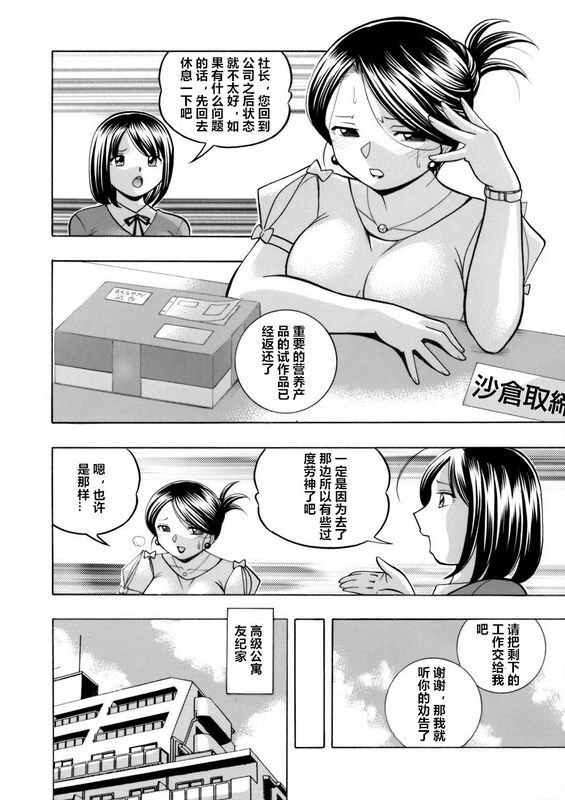 社长，您回到
公司之后状态
就不太好，如
果有什么问题
的话，先回去
休息一下吧
重要的营养产
品的试作品已
经返还了
沙倉取締
一定是因为去了
那边所以有些过
度劳神了吧
嗯，也许
是那样…
请把剩下的
工作交给我
吧
谢谢，那我就
听你的劝告了
高级公寓
友纪家